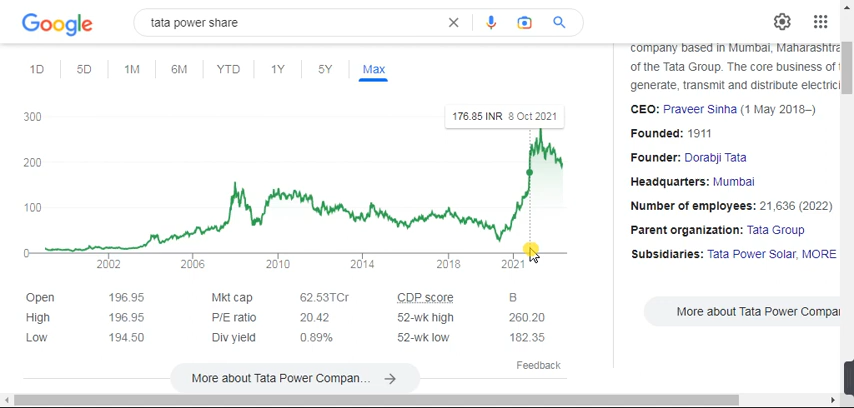 Google
tata power share
1D 5D 1M 6M YTD 1Y 5Y Max
300
200
100
0
176.85 INR 8 Oct 2021
2002 2006 2010 2014 2018 2021
Open 196.95 Mkt cap 62.53TCr CDP score B
High 196.95 P/E ratio 20.42 52-wk high 260.20
Low 194.50 Div yield 0.89% 52-wk low 182.35
Feedback
More about Tata Power Compan...
company based in Mumbai, Maharashtra
of the Tata Group. The core business of
generate, transmit and distribute electrici
CEO: Praveer Sinha (1 May 2018–)
Founded: 1911
Founder: Dorabji Tata
Headquarters: Mumbai
Number of employees: 21,636 (2022)
Parent organization: Tata Group
Subsidiaries: Tata Power Solar, MORE
More about Tata Power Compar